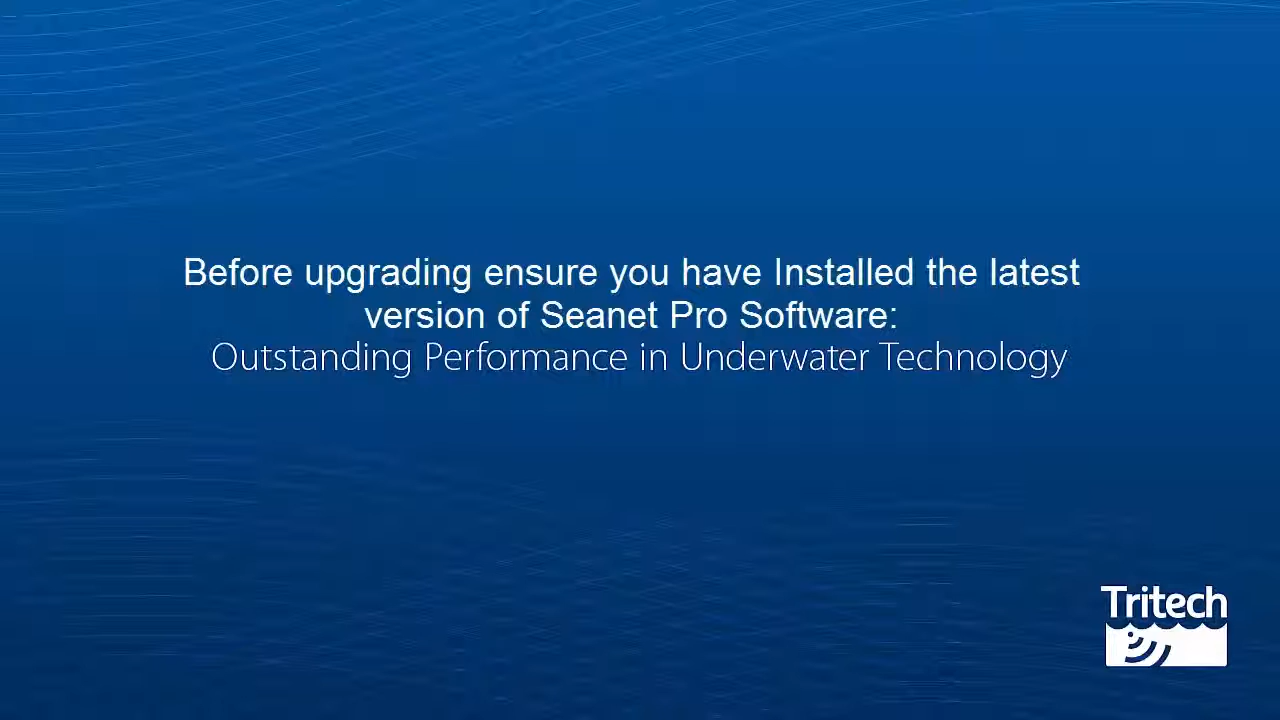 Before upgrading ensure you have Installed the latest
version of Seanet Pro Software:
Outstanding Performance in Underwater Technology
Tritech